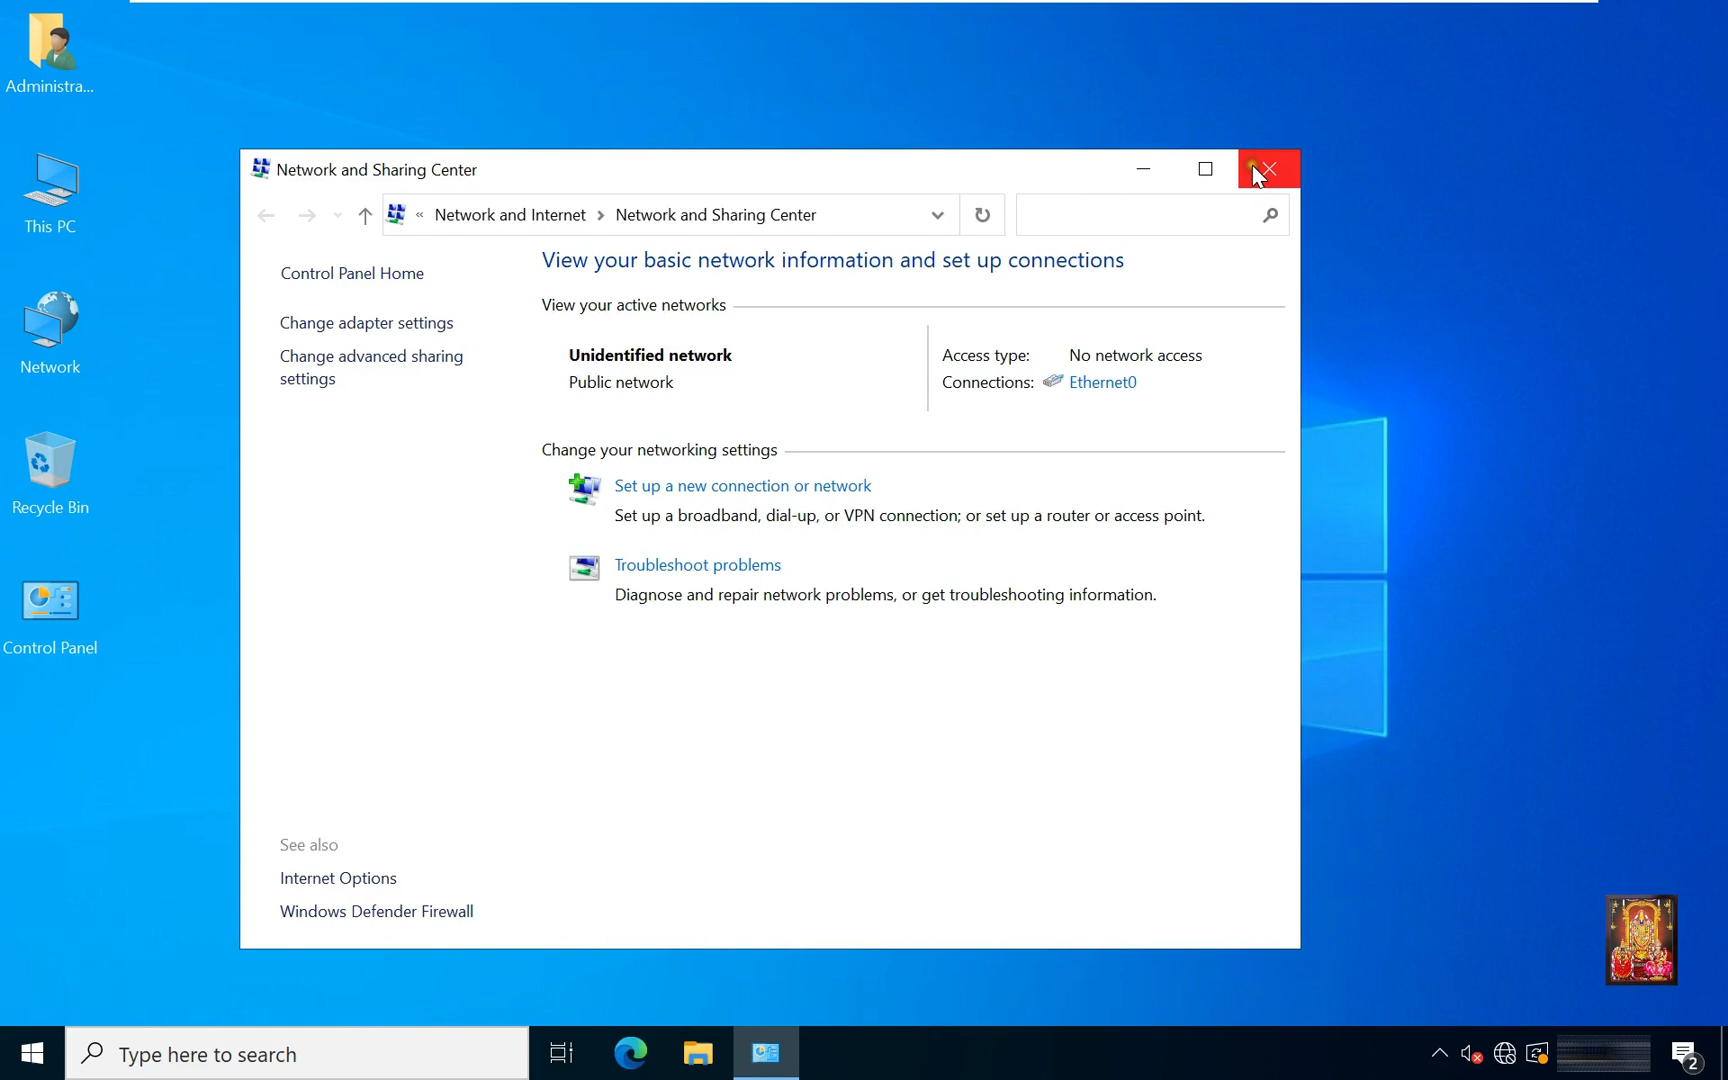 Administra...
This PC
Network
Recycle Bin
Control Panel
Network and Sharing Center
« Network and Internet > Network and Sharing Center
Control Panel Home
Change adapter settings
Change advanced sharing
settings
View your basic network information and set up connections
View your active networks
Unidentified network
Public network
Access type: No network access
Connections: Ethernet0
Change your networking settings
Set up a new connection or network
Set up a broadband, dial-up, or VPN connection; or set up a router or access point.
Troubleshoot problems
Diagnose and repair network problems, or get troubleshooting information.
See also
Internet Options
Windows Defender Firewall
Type here to search
2